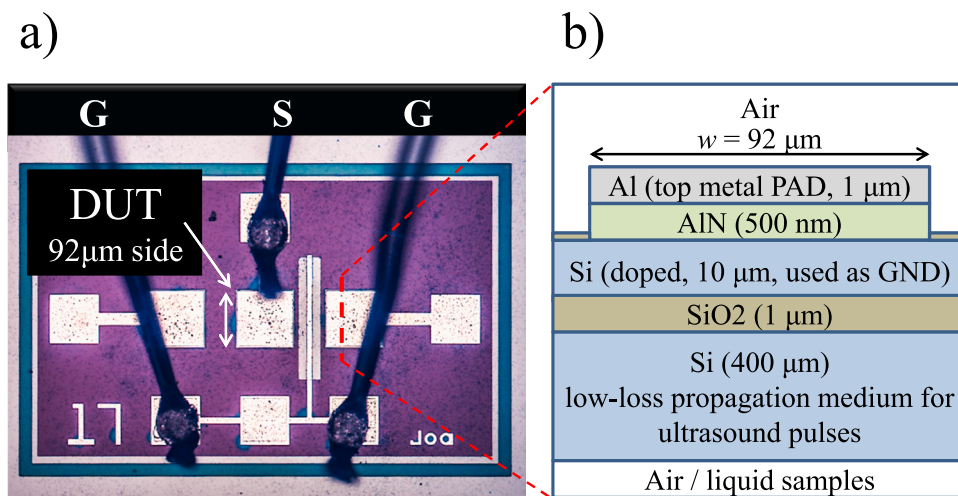 a)
b)
G S G
DUT
92μm side
Air
w = 92 μm
Al (top metal PAD, 1 μm)
AlN (500 nm)
Si (doped, 10 μm, used as GND)
SiO2 (1 μm)
Si (400 μm)
low-loss propagation medium for
ultrasound pulses
Air / liquid samples